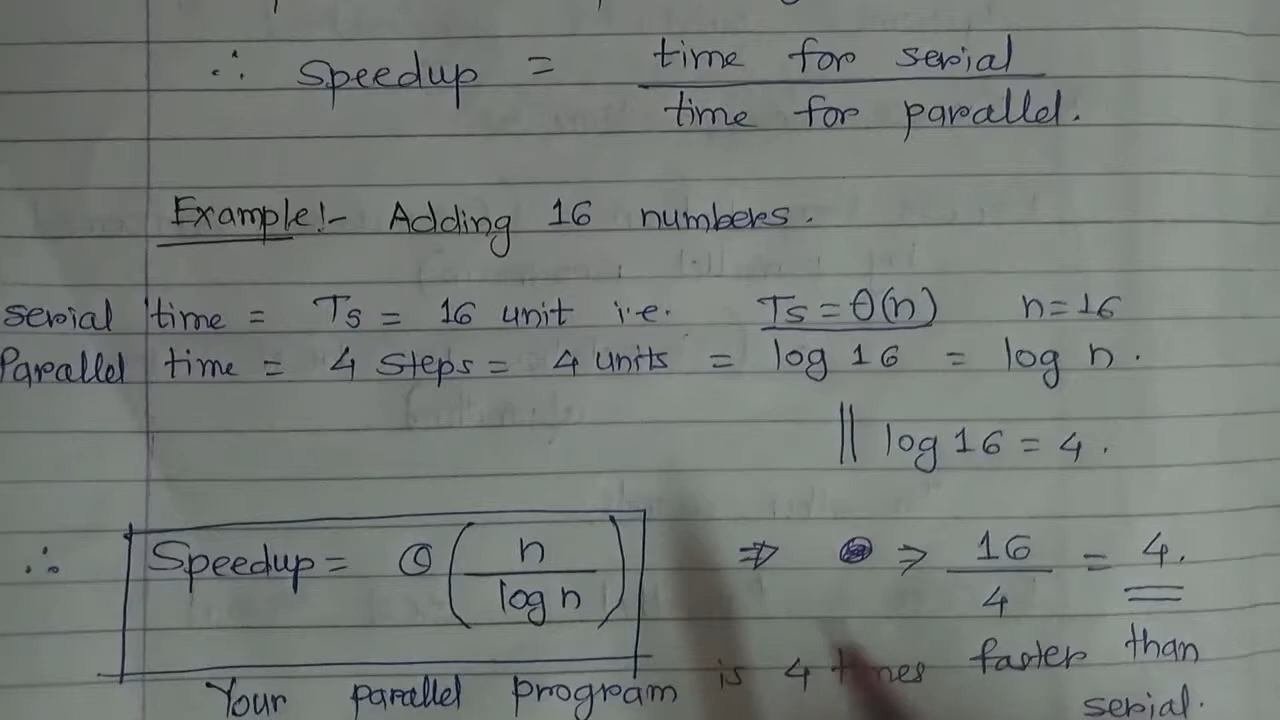 ∴ Speedup = time for serial
time for parallel.
Example:- Adding 16 numbers.
serial time = Ts = 16 unit i.e. Ts = θ(n) n=16
Parallel time = 4 steps = 4 units = log 16 = log n.
|| log 16 = 4.
∴ Speedup = Θ(n / log n) ⇒ ⇒ 16 / 4 = 4.
Your parallel program is 4 times faster than
serial.